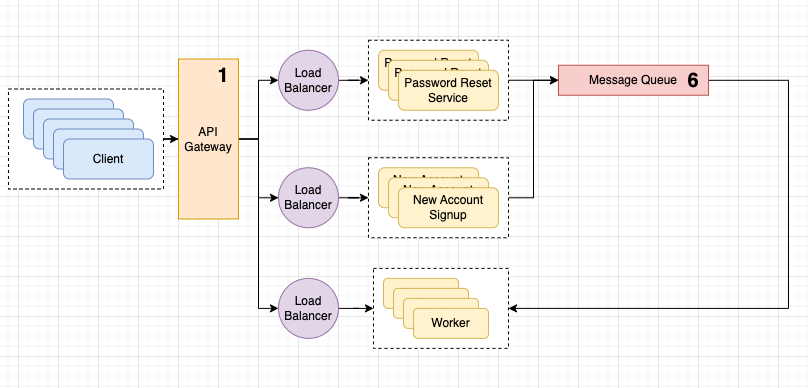 1
API
Gateway
Client
Load
Balancer
Password Reset
Service
Message Queue 6
Load
Balancer
New Account
Signup
Load
Balancer
Worker